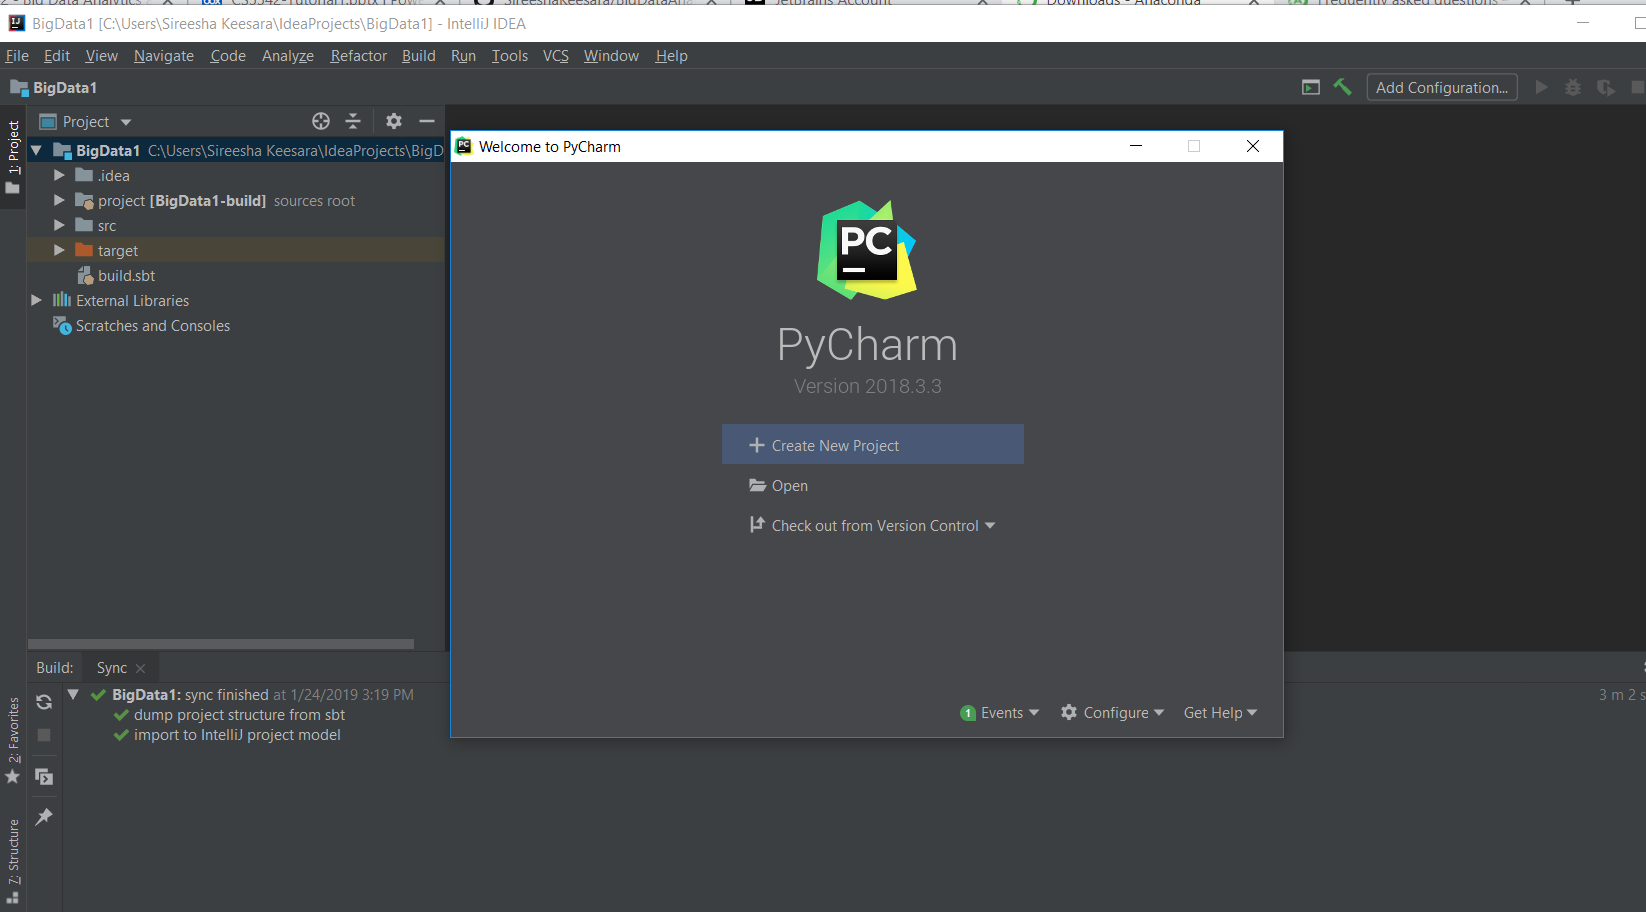 BigData1 [C:\Users\Sireesha Keesara\IdeaProjects\BigData1] - IntelliJ IDEA
File Edit View Navigate Code Analyze Refactor Build Run Tools VCS Window Help
BigData1
Add Configuration...
1: Project
Project
BigData1 C:\Users\Sireesha Keesara\IdeaProjects\BigD
.idea
project [BigData1-build] sources root
src
target
build.sbt
External Libraries
Scratches and Consoles
PC Welcome to PyCharm
PC
PyCharm
Version 2018.3.3
Create New Project
Open
Check out from Version Control
1 Events Configure Get Help
Build: Sync
BigData1: sync finished at 1/24/2019 3:19 PM
3 m 2 s
dump project structure from sbt
import to IntelliJ project model
2: Favorites
7: Structure